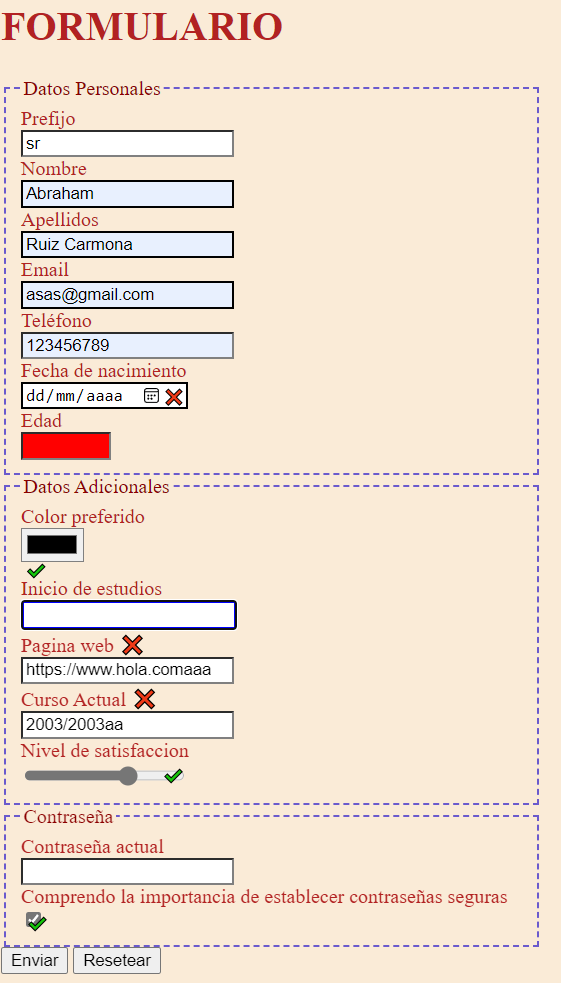 FORMULARIO
Datos Personales
Prefijo
sr
Nombre
Abraham
Apellidos
Ruiz Carmona
Email
asas@gmail.com
Teléfono
123456789
Fecha de nacimiento
dd/mm/aaaa
Edad
Datos Adicionales
Color preferido
Inicio de estudios
Pagina web
https://www.hola.comaaa
Curso Actual
2003/2003aa
Nivel de satisfaccion
Contraseña
Contraseña actual
Comprendo la importancia de establecer contraseñas seguras
Enviar Resetear